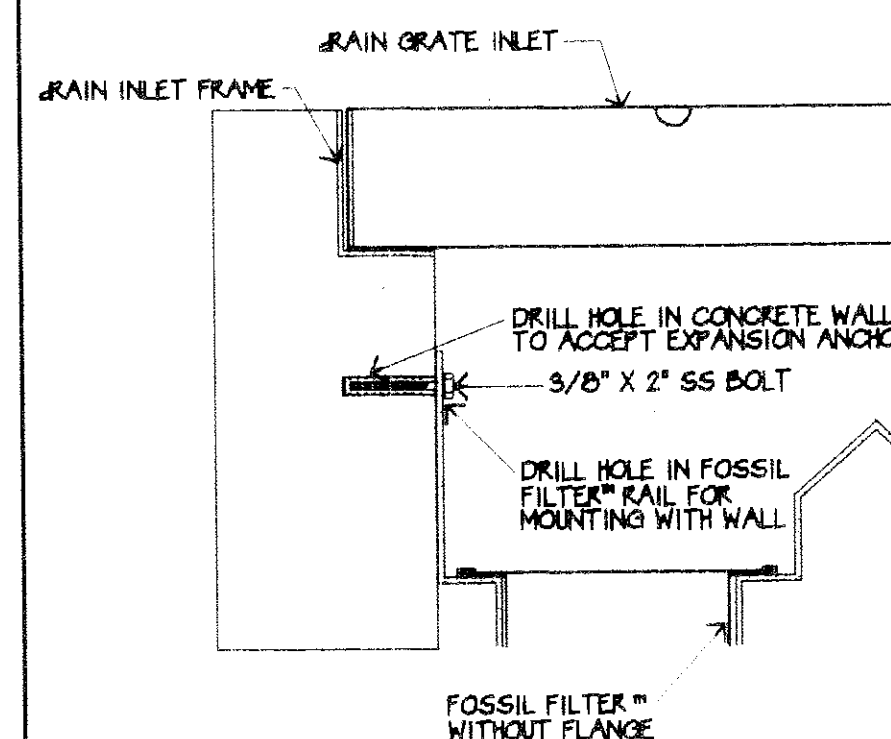 DRAIN GRATE INLET
DRAIN INLET FRAME
DRILL HOLE IN CONCRETE WALL
TO ACCEPT EXPANSION ANCHO
3/8" X 2" SS BOLT
DRILL HOLE IN FOSSIL
FILTER™ RAIL FOR
MOUNTING WITH WALL
FOSSIL FILTER™
WITHOUT FLANGE